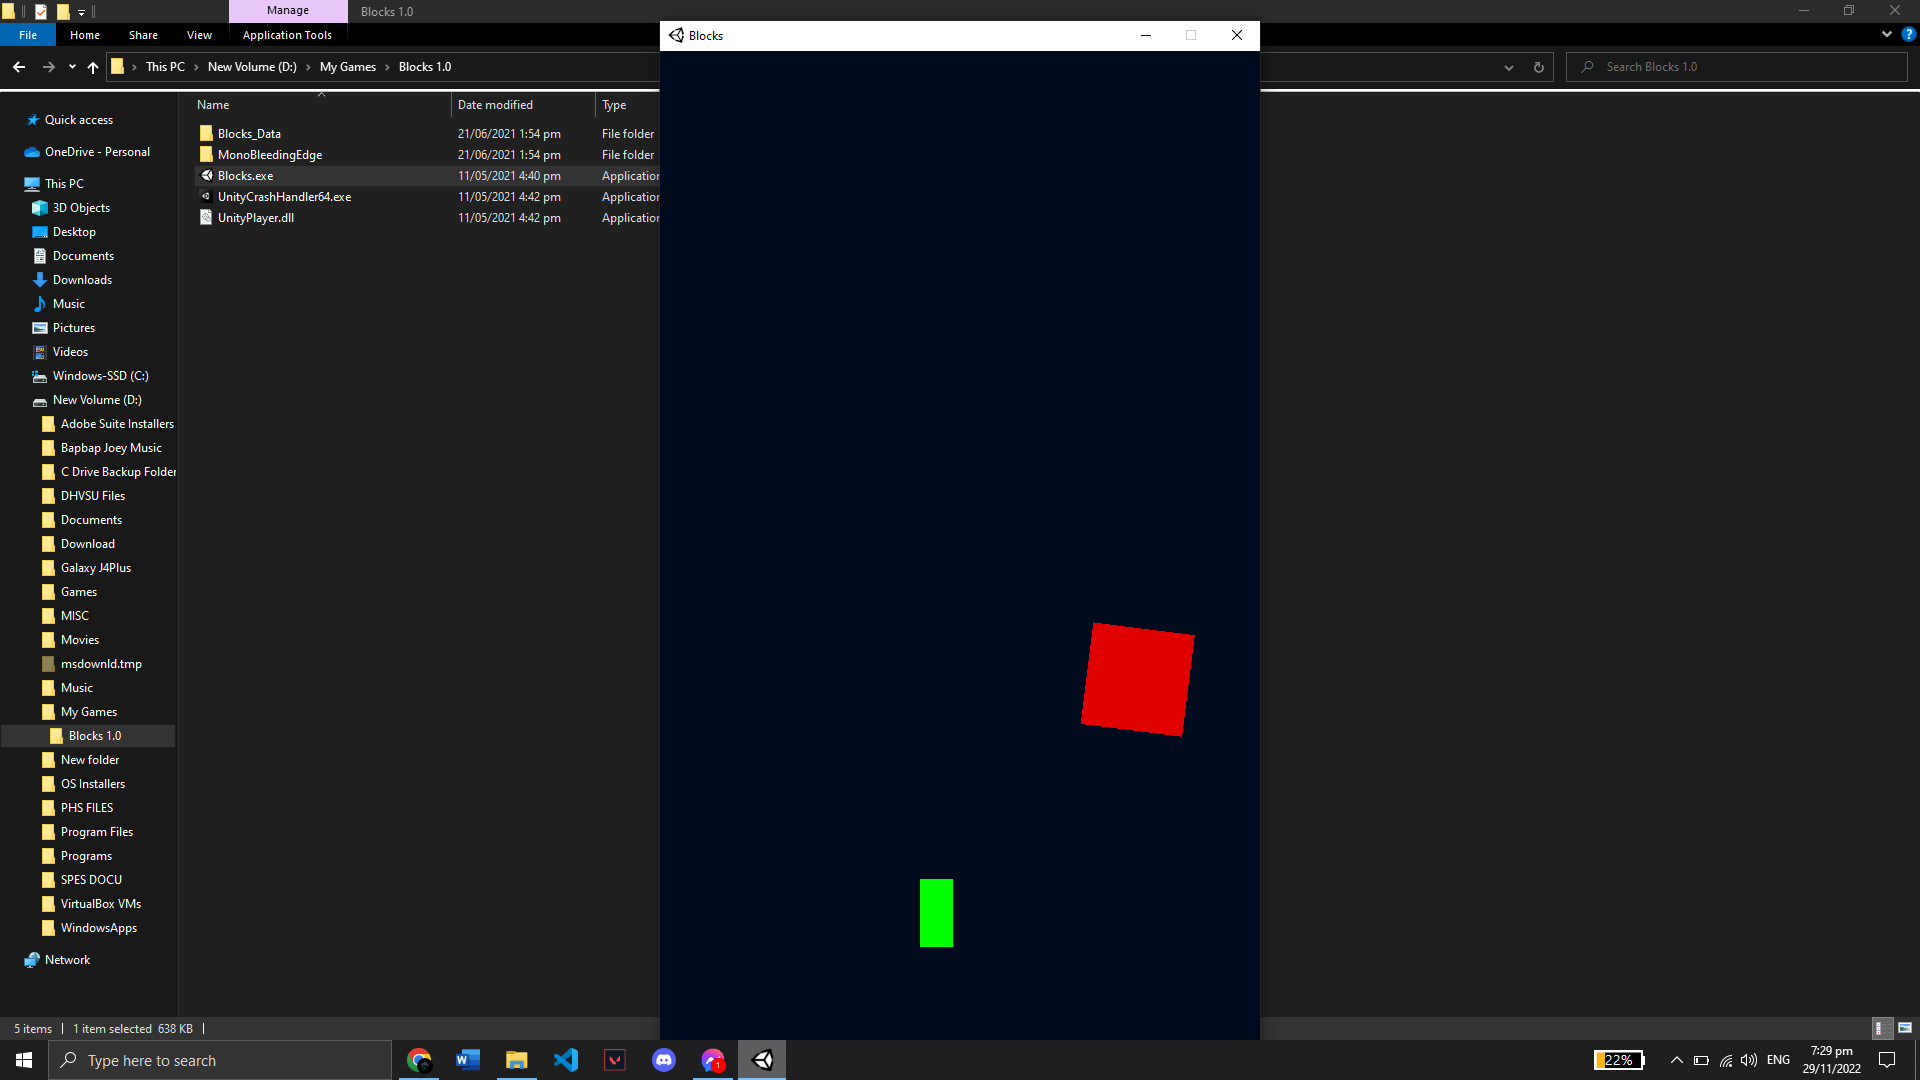 Manage
Blocks 1.0
File
Home
Share
View
Application Tools
This PC
New Volume (D:)
My Games
Blocks 1.0
Search Blocks 1.0
Name
Date modified
Type
Blocks_Data
21/06/2021 1:54 pm
File folder
MonoBleedingEdge
21/06/2021 1:54 pm
File folder
Blocks.exe
11/05/2021 4:40 pm
Application
UnityCrashHandler64.exe
11/05/2021 4:42 pm
Application
UnityPlayer.dll
11/05/2021 4:42 pm
Application
Quick access
OneDrive - Personal
This PC
3D Objects
Desktop
Documents
Downloads
Music
Pictures
Videos
Windows-SSD (C:)
New Volume (D:)
Adobe Suite Installers
Bapbap Joey Music
C Drive Backup Folder
DHVSU Files
Documents
Download
Galaxy J4Plus
Games
MISC
Movies
msdownld.tmp
Music
My Games
Blocks 1.0
New folder
OS Installers
PHS FILES
Program Files
Programs
SPES DOCU
VirtualBox VMs
WindowsApps
Network
Blocks
5 items
1 item selected 638 KB
Type here to search
1
22%
ENG
7:29 pm
29/11/2022